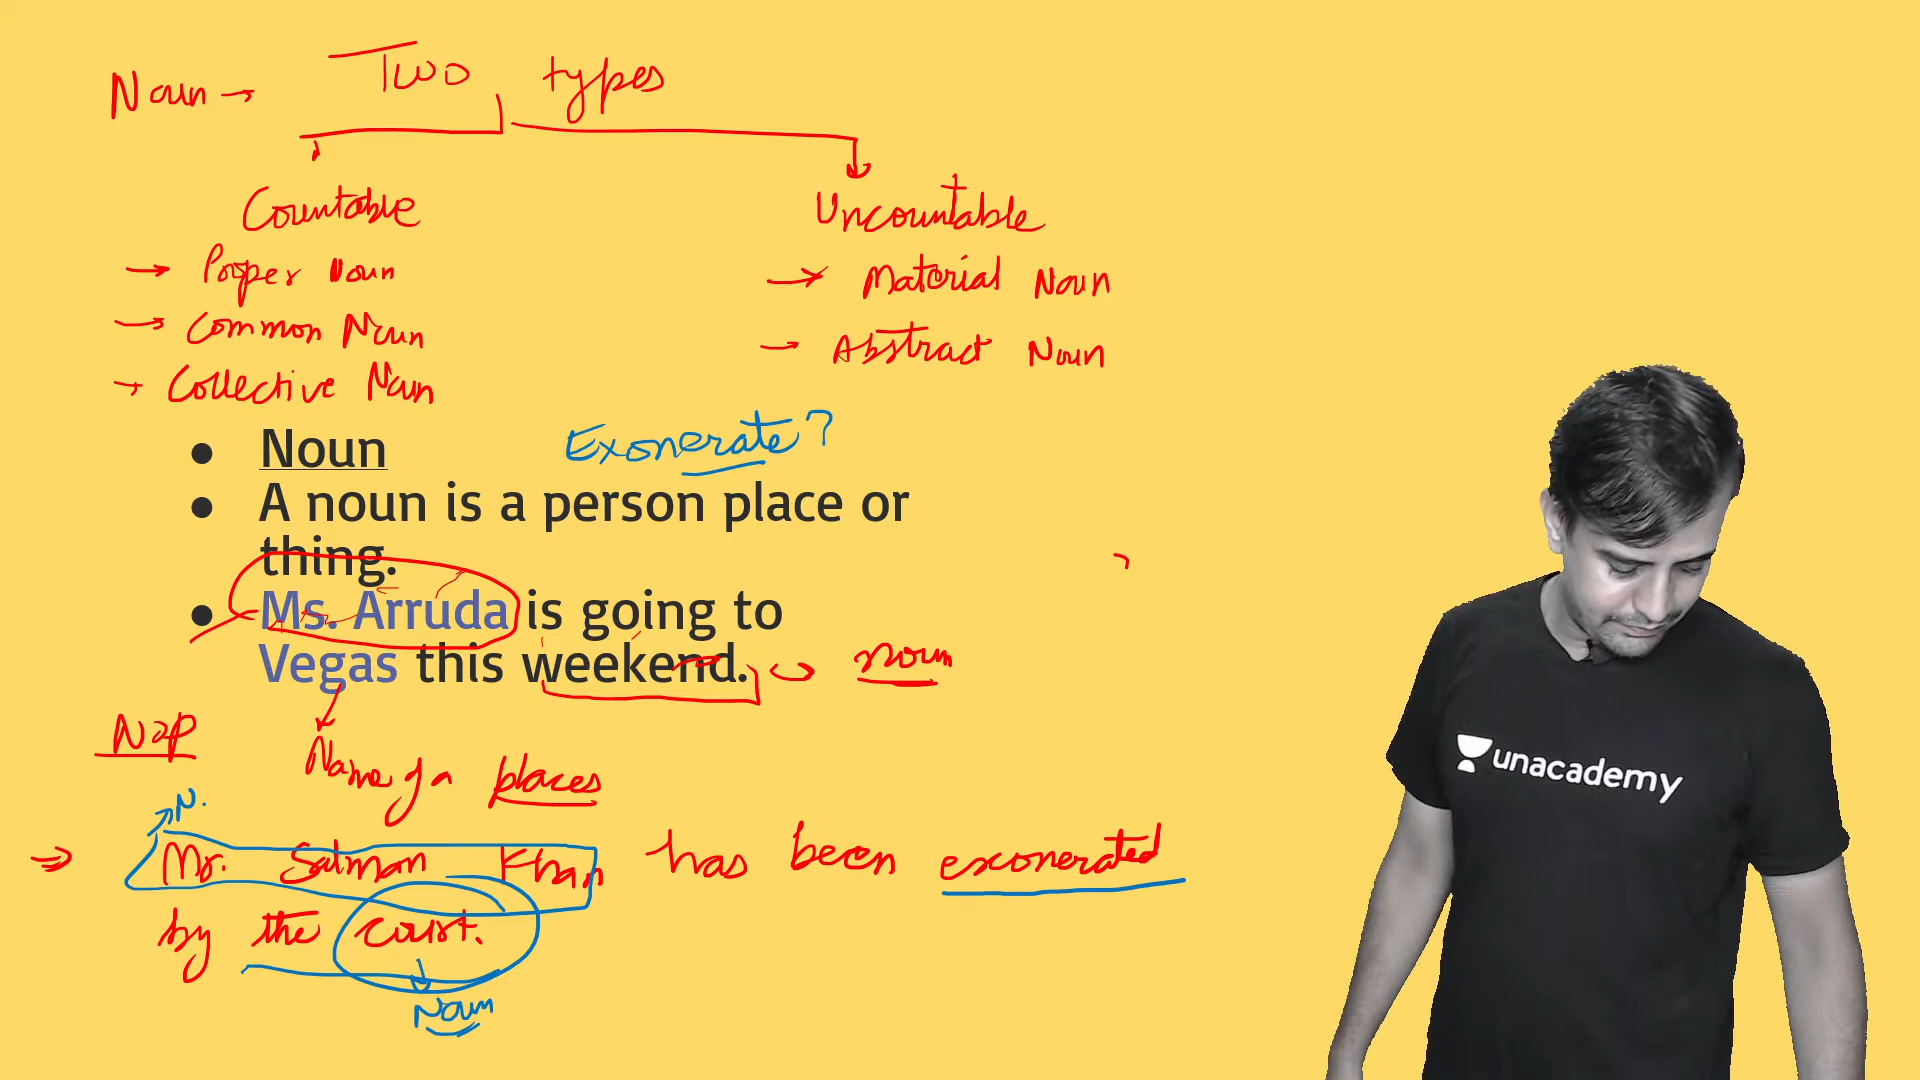 Noun → Two types
Countable
Uncountable
→ Proper Noun
→ Material Noun
→ Common Noun
→ Abstract Noun
→ Collective Noun
• Noun
Exonerate?
• A noun is a person place or
thing.
• Ms. Arruda is going to
Vegas this weekend.
noun
NOP
Name of a places
N.
⇒ Mr. Salman Khan has been exonerated
by the court.
Noun
unacademy